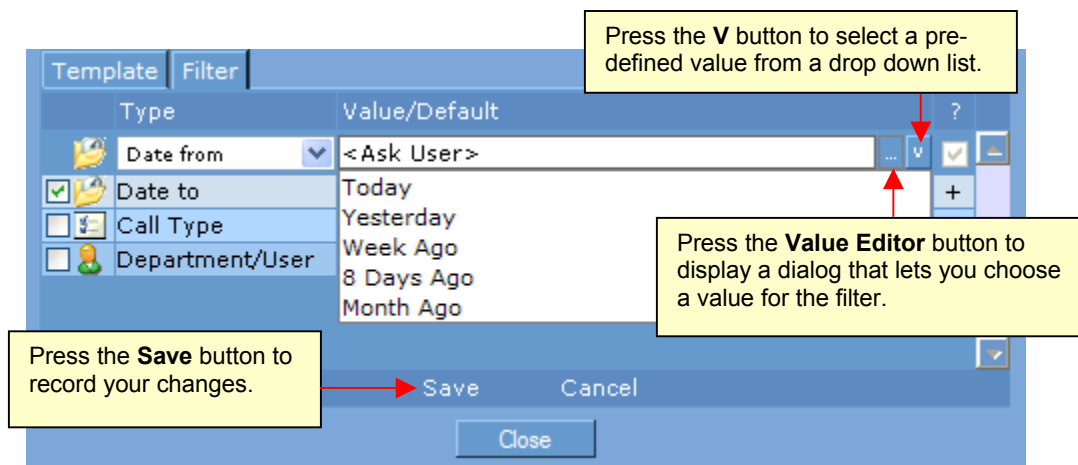 Press the V button to select a pre-
defined value from a drop down list.
Template Filter
Type Value/Default ?
Date from <Ask User> ... v
Date to Today +
Call Type Yesterday
Department/User Week Ago
8 Days Ago
Month Ago
Press the Value Editor button to
display a dialog that lets you choose
a value for the filter.
Press the Save button to
record your changes.
Save Cancel
Close